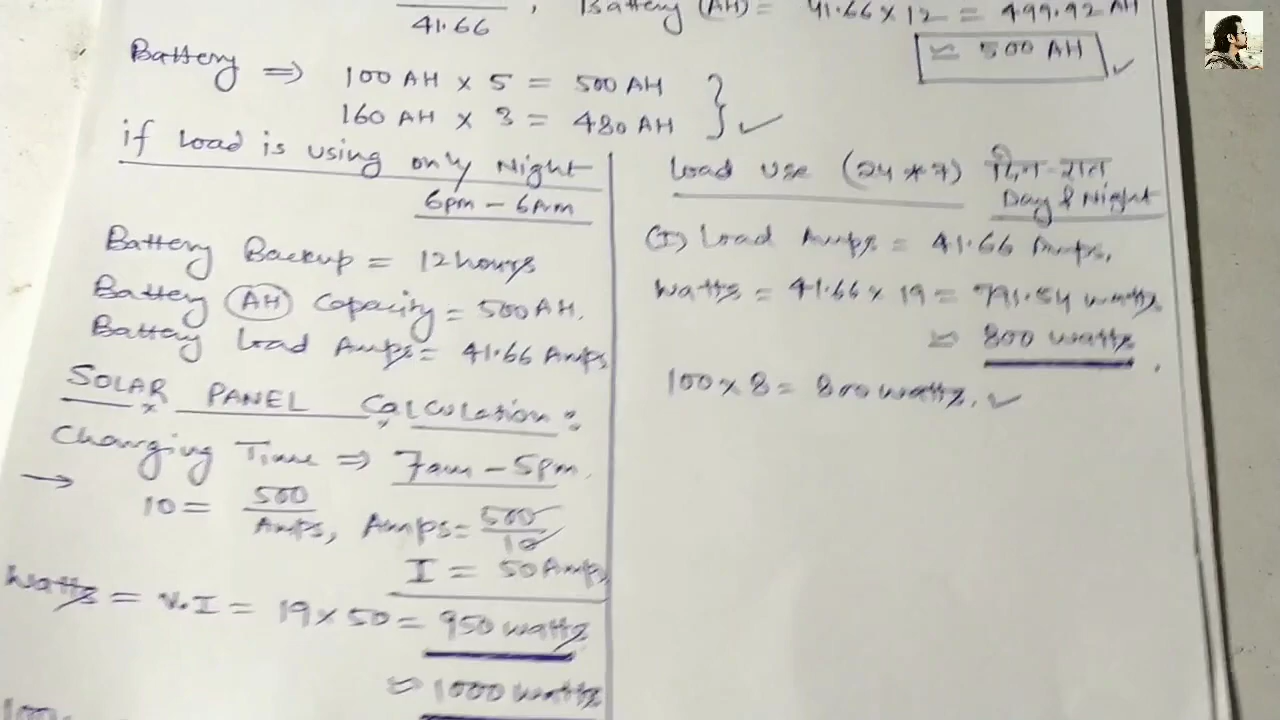 41.66 , Battery (AH) = 41.66 x 12 = 499.92 AH
≈ 500 AH
Battery ⇒ 100 AH x 5 = 500 AH
160 AH x 3 = 480 AH
if Load is using only Night
6pm - 6Am
Battery Backup = 12 hours
Battery (AH) Capacity = 500 AH.
Battery Load Amps = 41.66 Amps
SOLAR PANEL Calculation:
Charging Time ⇒ 7am - 5pm.
→ 10 = 500/Amps, Amps = 500/10
I = 50 Amps
Watts = V.I = 19 x 50 = 950 watts
≈ 1000 watts
100
Load use (24*7) दिन-रात
Day & Night
(I) Load Amps = 41.66 Amps,
Watts = 41.66 x 19 = 791.54 watts
≈ 800 watts
100 x 8 = 800 watts.